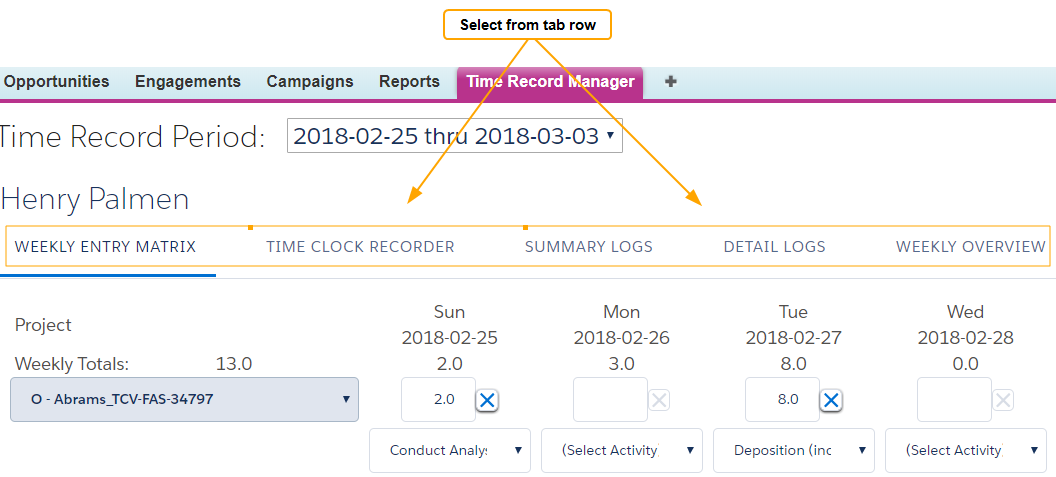 Select from tab row
Opportunities Engagements Campaigns Reports Time Record Manager +
Time Record Period: 2018-02-25 thru 2018-03-03
Henry Palmen
WEEKLY ENTRY MATRIX TIME CLOCK RECORDER SUMMARY LOGS DETAIL LOGS WEEKLY OVERVIEW
Sun Mon Tue Wed
Project 2018-02-25 2018-02-26 2018-02-27 2018-02-28
Weekly Totals: 13.0 2.0 3.0 8.0 0.0
O - Abrams_TCV-FAS-34797 2.0 8.0
Conduct Analys (Select Activity) Deposition (inc (Select Activity)